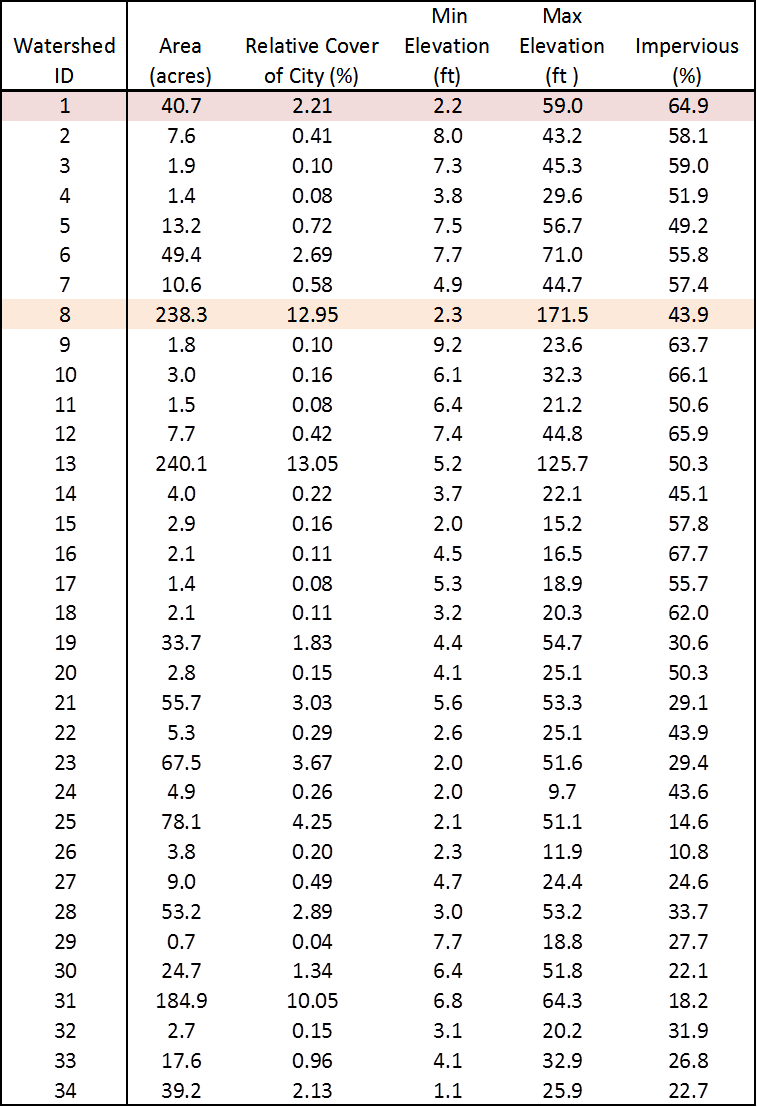 Min Max
Watershed Area Relative Cover Elevation Elevation Impervious
ID (acres) of City (%) (ft) (ft ) (%)
1 40.7 2.21 2.2 59.0 64.9
2 7.6 0.41 8.0 43.2 58.1
3 1.9 0.10 7.3 45.3 59.0
4 1.4 0.08 3.8 29.6 51.9
5 13.2 0.72 7.5 56.7 49.2
6 49.4 2.69 7.7 71.0 55.8
7 10.6 0.58 4.9 44.7 57.4
8 238.3 12.95 2.3 171.5 43.9
9 1.8 0.10 9.2 23.6 63.7
10 3.0 0.16 6.1 32.3 66.1
11 1.5 0.08 6.4 21.2 50.6
12 7.7 0.42 7.4 44.8 65.9
13 240.1 13.05 5.2 125.7 50.3
14 4.0 0.22 3.7 22.1 45.1
15 2.9 0.16 2.0 15.2 57.8
16 2.1 0.11 4.5 16.5 67.7
17 1.4 0.08 5.3 18.9 55.7
18 2.1 0.11 3.2 20.3 62.0
19 33.7 1.83 4.4 54.7 30.6
20 2.8 0.15 4.1 25.1 50.3
21 55.7 3.03 5.6 53.3 29.1
22 5.3 0.29 2.6 25.1 43.9
23 67.5 3.67 2.0 51.6 29.4
24 4.9 0.26 2.0 9.7 43.6
25 78.1 4.25 2.1 51.1 14.6
26 3.8 0.20 2.3 11.9 10.8
27 9.0 0.49 4.7 24.4 24.6
28 53.2 2.89 3.0 53.2 33.7
29 0.7 0.04 7.7 18.8 27.7
30 24.7 1.34 6.4 51.8 22.1
31 184.9 10.05 6.8 64.3 18.2
32 2.7 0.15 3.1 20.2 31.9
33 17.6 0.96 4.1 32.9 26.8
34 39.2 2.13 1.1 25.9 22.7